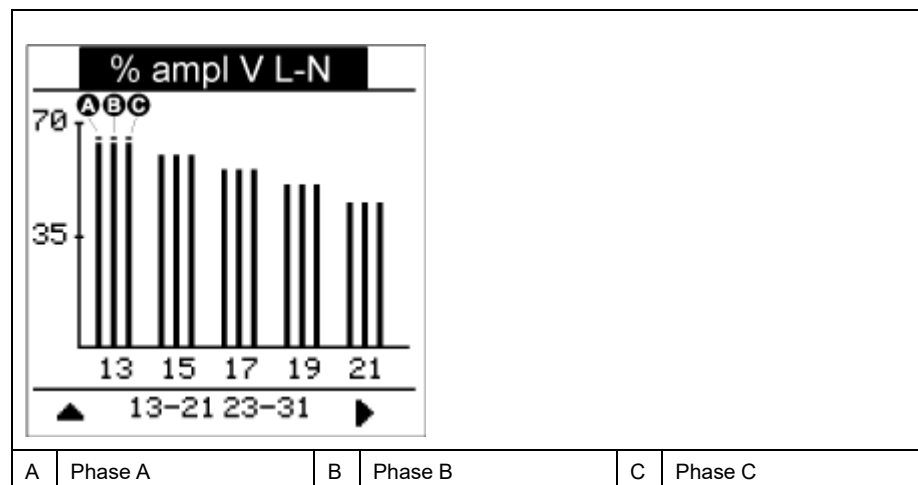 % ampl V L-N
A B C
70
35
13 15 17 19 21
13-21 23-31
A Phase A B Phase B C Phase C